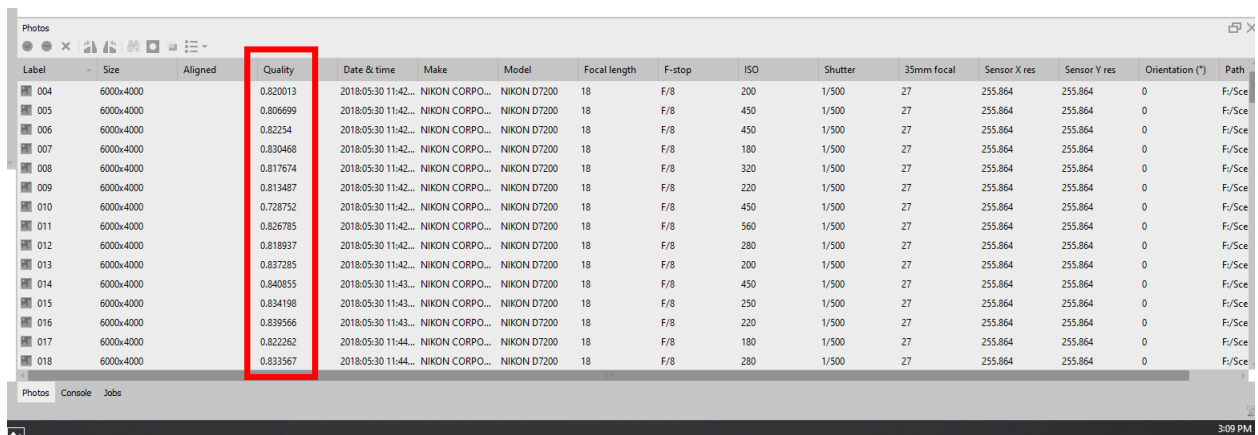 Photos
Label Size Aligned Quality Date & time Make Model Focal length F-stop ISO Shutter 35mm focal Sensor X res Sensor Y res Orientation (°) Path
004 6000x4000 0.820013 2018:05:30 11:42... NIKON CORPO... NIKON D7200 18 F/8 200 1/500 27 255.864 255.864 0 F:/Sce
005 6000x4000 0.806699 2018:05:30 11:42... NIKON CORPO... NIKON D7200 18 F/8 450 1/500 27 255.864 255.864 0 F:/Sce
006 6000x4000 0.82254 2018:05:30 11:42... NIKON CORPO... NIKON D7200 18 F/8 450 1/500 27 255.864 255.864 0 F:/Sce
007 6000x4000 0.830468 2018:05:30 11:42... NIKON CORPO... NIKON D7200 18 F/8 180 1/500 27 255.864 255.864 0 F:/Sce
008 6000x4000 0.817674 2018:05:30 11:42... NIKON CORPO... NIKON D7200 18 F/8 320 1/500 27 255.864 255.864 0 F:/Sce
009 6000x4000 0.813487 2018:05:30 11:42... NIKON CORPO... NIKON D7200 18 F/8 220 1/500 27 255.864 255.864 0 F:/Sce
010 6000x4000 0.728752 2018:05:30 11:42... NIKON CORPO... NIKON D7200 18 F/8 450 1/500 27 255.864 255.864 0 F:/Sce
011 6000x4000 0.826785 2018:05:30 11:42... NIKON CORPO... NIKON D7200 18 F/8 560 1/500 27 255.864 255.864 0 F:/Sce
012 6000x4000 0.818937 2018:05:30 11:42... NIKON CORPO... NIKON D7200 18 F/8 280 1/500 27 255.864 255.864 0 F:/Sce
013 6000x4000 0.837285 2018:05:30 11:42... NIKON CORPO... NIKON D7200 18 F/8 200 1/500 27 255.864 255.864 0 F:/Sce
014 6000x4000 0.840855 2018:05:30 11:43... NIKON CORPO... NIKON D7200 18 F/8 450 1/500 27 255.864 255.864 0 F:/Sce
015 6000x4000 0.834198 2018:05:30 11:43... NIKON CORPO... NIKON D7200 18 F/8 250 1/500 27 255.864 255.864 0 F:/Sce
016 6000x4000 0.839566 2018:05:30 11:43... NIKON CORPO... NIKON D7200 18 F/8 220 1/500 27 255.864 255.864 0 F:/Sce
017 6000x4000 0.822262 2018:05:30 11:44... NIKON CORPO... NIKON D7200 18 F/8 180 1/500 27 255.864 255.864 0 F:/Sce
018 6000x4000 0.833567 2018:05:30 11:44... NIKON CORPO... NIKON D7200 18 F/8 280 1/500 27 255.864 255.864 0 F:/Sce
Photos Console Jobs
3:09 PM